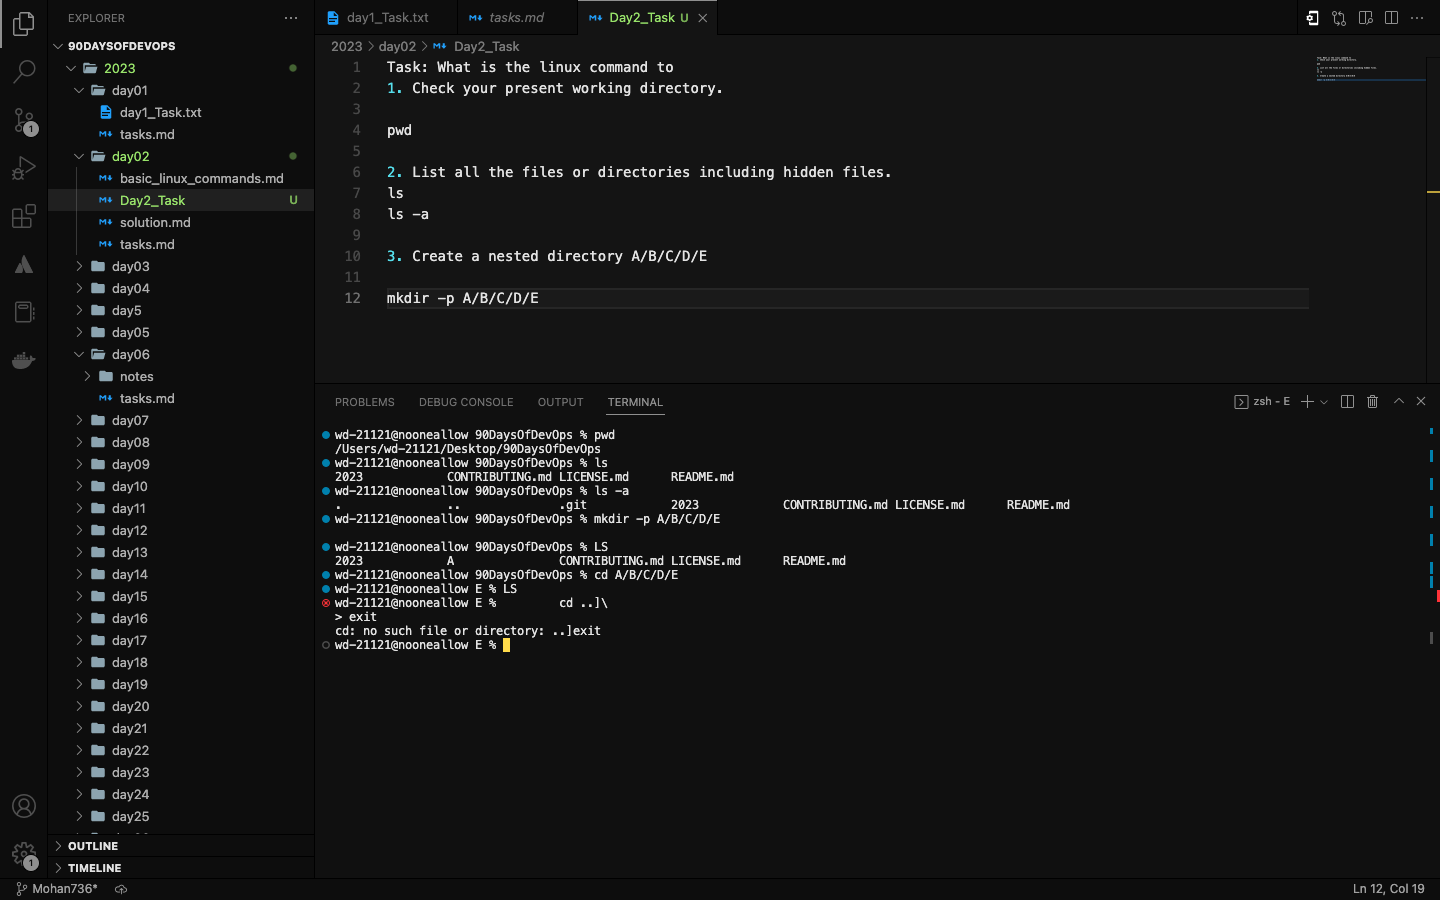 EXPLORER
90DAYSOFDEVOPS
2023
day01
day1_Task.txt
tasks.md
day02
basic_linux_commands.md
Day2_Task U
solution.md
tasks.md
day03
day04
day5
day05
day06
notes
tasks.md
day07
day08
day09
day10
day11
day12
day13
day14
day15
day16
day17
day18
day19
day20
day21
day22
day23
day24
day25
OUTLINE
TIMELINE
1
1
day1_Task.txt
tasks.md
Day2_Task U
2023 > day02 > Day2_Task
1 Task: What is the linux command to
2 1. Check your present working directory.
3
4 pwd
5
6 2. List all the files or directories including hidden files.
7 ls
8 ls -a
9
10 3. Create a nested directory A/B/C/D/E
11
12 mkdir -p A/B/C/D/E
PROBLEMS DEBUG CONSOLE OUTPUT TERMINAL
zsh - E
wd-21121@nooneallow 90DaysOfDevOps % pwd
/Users/wd-21121/Desktop/90DaysOfDevOps
wd-21121@nooneallow 90DaysOfDevOps % ls
2023 CONTRIBUTING.md LICENSE.md README.md
wd-21121@nooneallow 90DaysOfDevOps % ls -a
. .. .git 2023 CONTRIBUTING.md LICENSE.md README.md
wd-21121@nooneallow 90DaysOfDevOps % mkdir -p A/B/C/D/E
wd-21121@nooneallow 90DaysOfDevOps % LS
2023 A CONTRIBUTING.md LICENSE.md README.md
wd-21121@nooneallow 90DaysOfDevOps % cd A/B/C/D/E
wd-21121@nooneallow E % LS
wd-21121@nooneallow E % cd ..]\
> exit
cd: no such file or directory: ..]exit
wd-21121@nooneallow E %
Mohan736*
Ln 12, Col 19